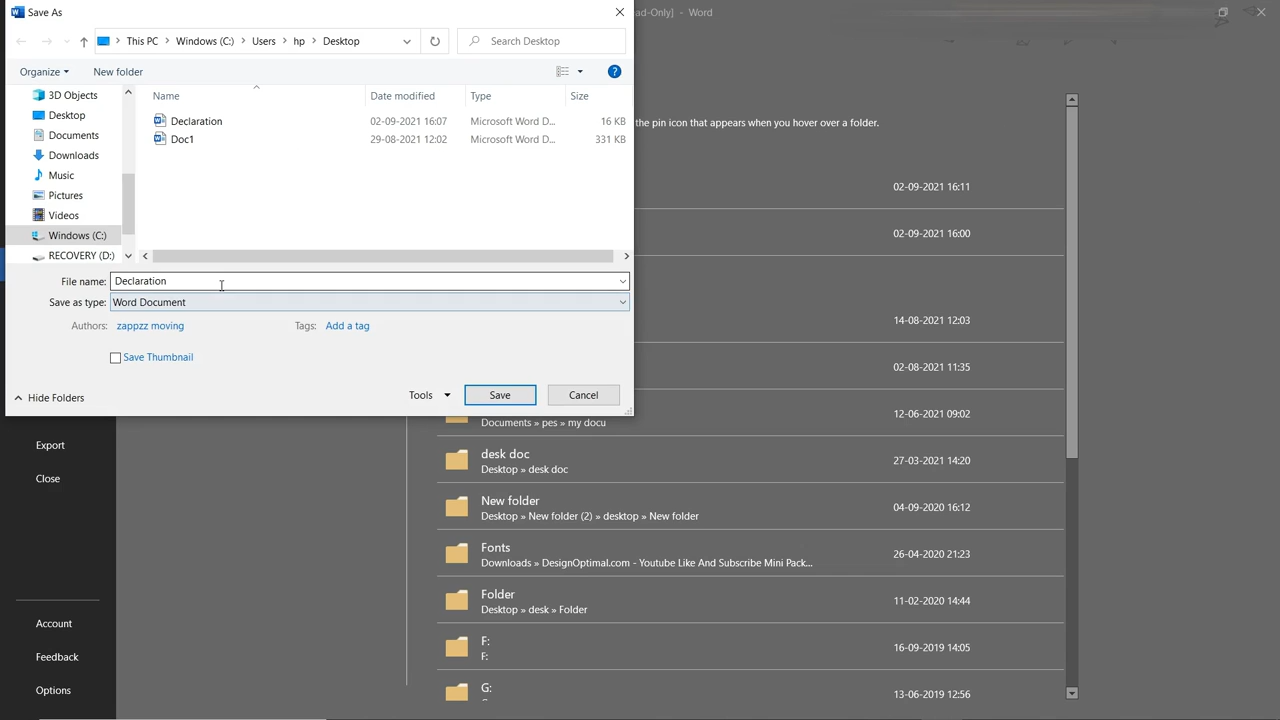 Save As
ad-Only] - Word
This PC > Windows (C:) > Users > hp > Desktop
Search Desktop
Organize
New folder
?
3D Objects
Desktop
Documents
Downloads
Music
Pictures
Videos
Windows (C:)
RECOVERY (D:)
Name Date modified Type Size
Declaration 02-09-2021 16:07 Microsoft Word D... 16 KB
Doc1 29-08-2021 12:02 Microsoft Word D... 331 KB
File name: Declaration
Save as type: Word Document
Authors: zappzz moving Tags: Add a tag
Save Thumbnail
Hide Folders
Tools Save Cancel
the pin icon that appears when you hover over a folder.
02-09-2021 16:11
02-09-2021 16:00
14-08-2021 12:03
02-08-2021 11:35
12-06-2021 09:02
Documents » pes » my docu
desk doc 27-03-2021 14:20
Desktop » desk doc
New folder 04-09-2020 16:12
Desktop » New folder (2) » desktop » New folder
Fonts 26-04-2020 21:23
Downloads » DesignOptimal.com - Youtube Like And Subscribe Mini Pack...
Folder 11-02-2020 14:44
Desktop » desk » Folder
F: 16-09-2019 14:05
F:
G: 13-06-2019 12:56
Export
Close
Account
Feedback
Options